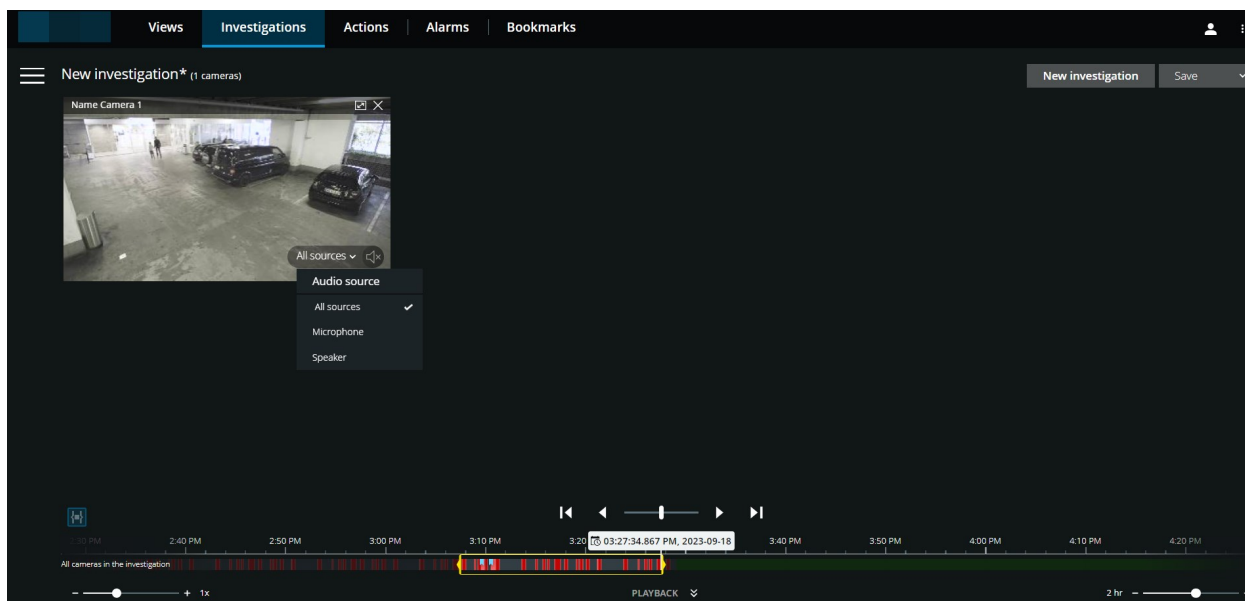 Views Investigations Actions Alarms Bookmarks
New investigation* (1 cameras)
New investigation Save
Name Camera 1
All sources
Audio source
All sources
Microphone
Speaker
2:30 PM 2:40 PM 2:50 PM 3:00 PM 3:10 PM 3:20 03:27:34.867 PM, 2023-09-18 3:40 PM 3:50 PM 4:00 PM 4:10 PM 4:20 PM
All cameras in the investigation
- + 1x PLAYBACK 2 hr -